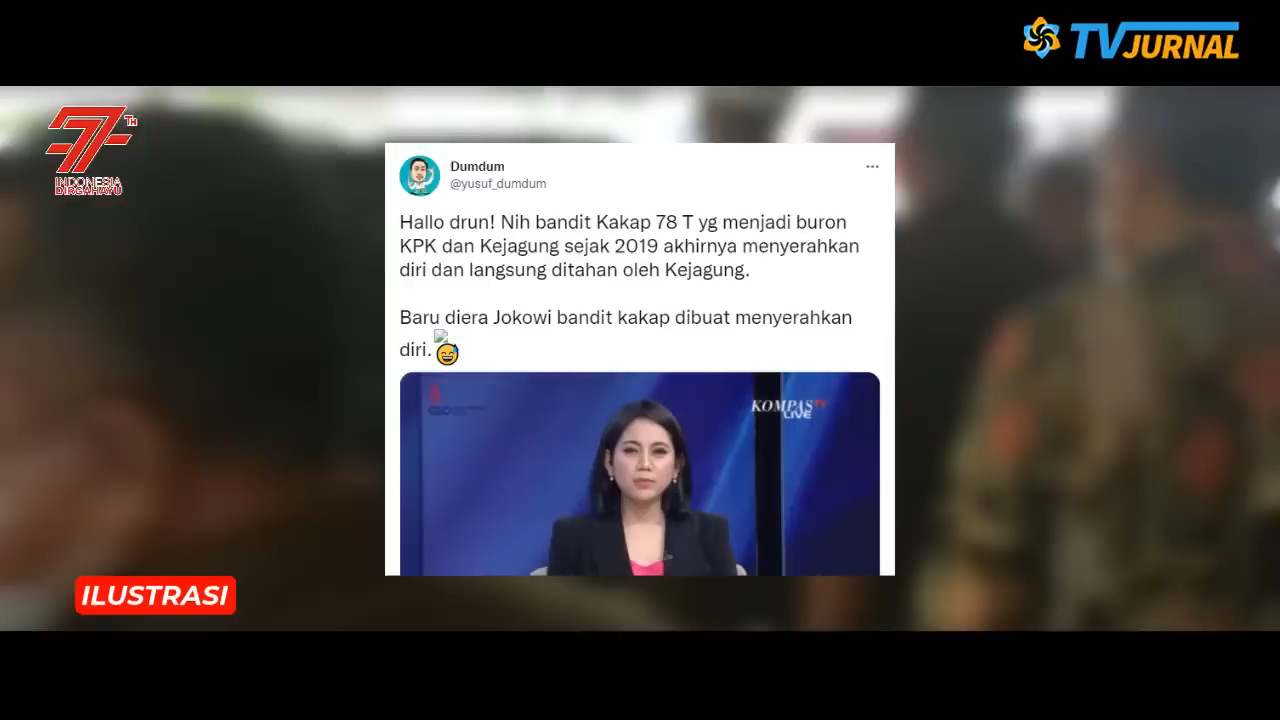 TVJURNAL
77TH
INDONESIA
DIRGAHAYU
Dumdum
@yusuf_dumdum
Hallo drun! Nih bandit Kakap 78 T yg menjadi buron
KPK dan Kejagung sejak 2019 akhirnya menyerahkan
diri dan langsung ditahan oleh Kejagung.
Baru diera Jokowi bandit kakap dibuat menyerahkan
diri. 😅
KOMPASTV
LIVE
ILUSTRASI